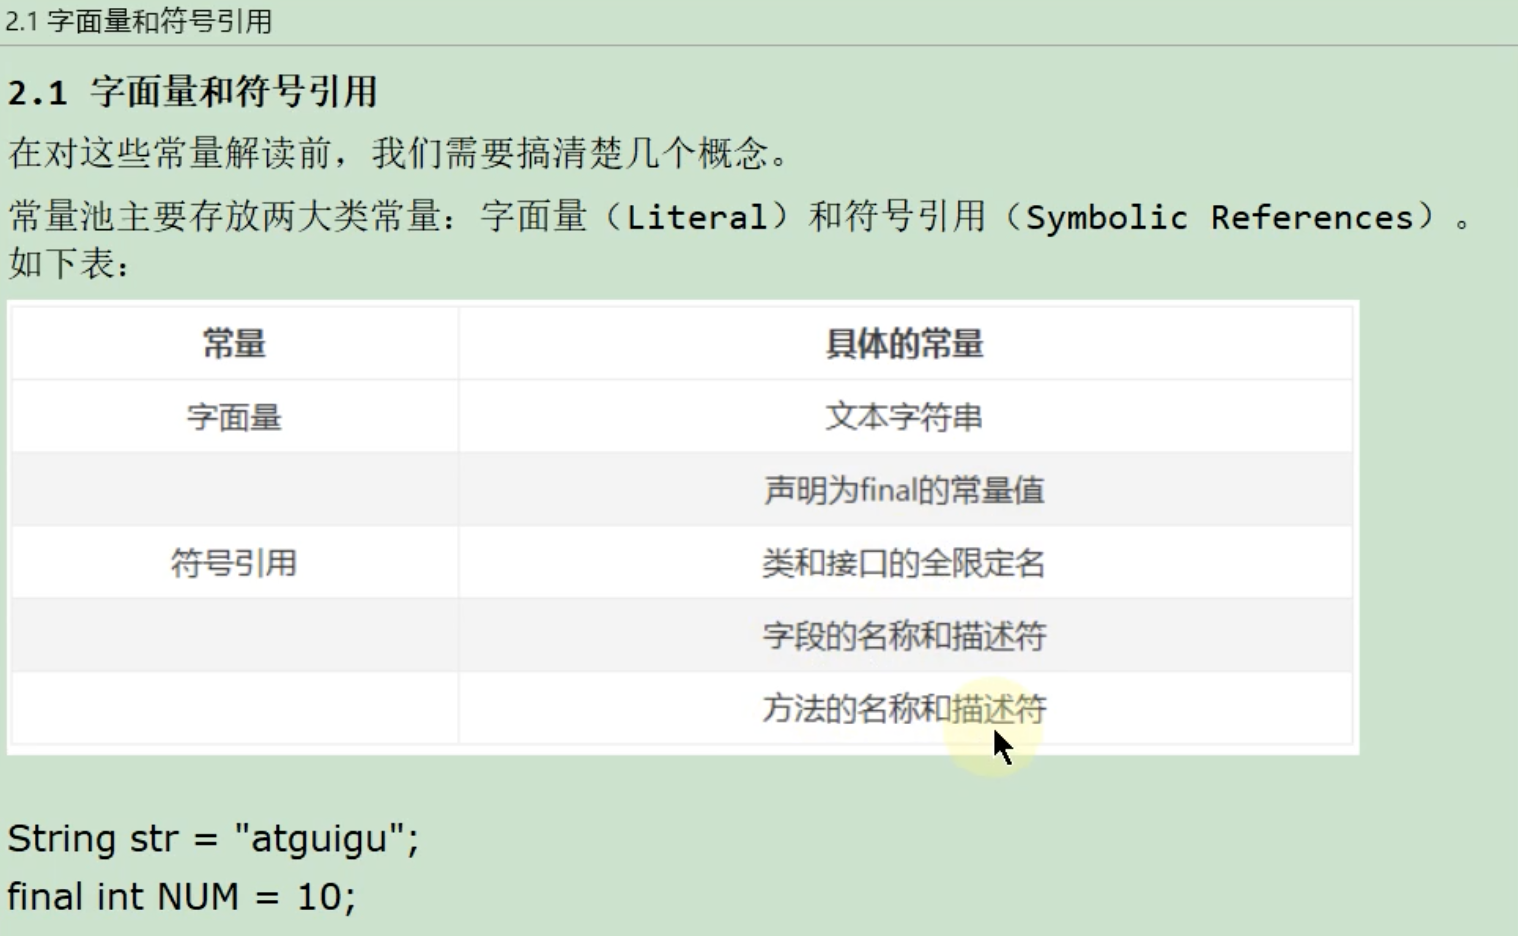 2.1 字面量和符号引用
2.1 字面量和符号引用
在对这些常量解读前，我们需要搞清楚几个概念。
常量池主要存放两大类常量：字面量（Literal）和符号引用（Symbolic References）。
如下表：
常量 具体的常量
字面量 文本字符串
声明为final的常量值
符号引用 类和接口的全限定名
字段的名称和描述符
方法的名称和描述符
String str = "atguigu";
final int NUM = 10;